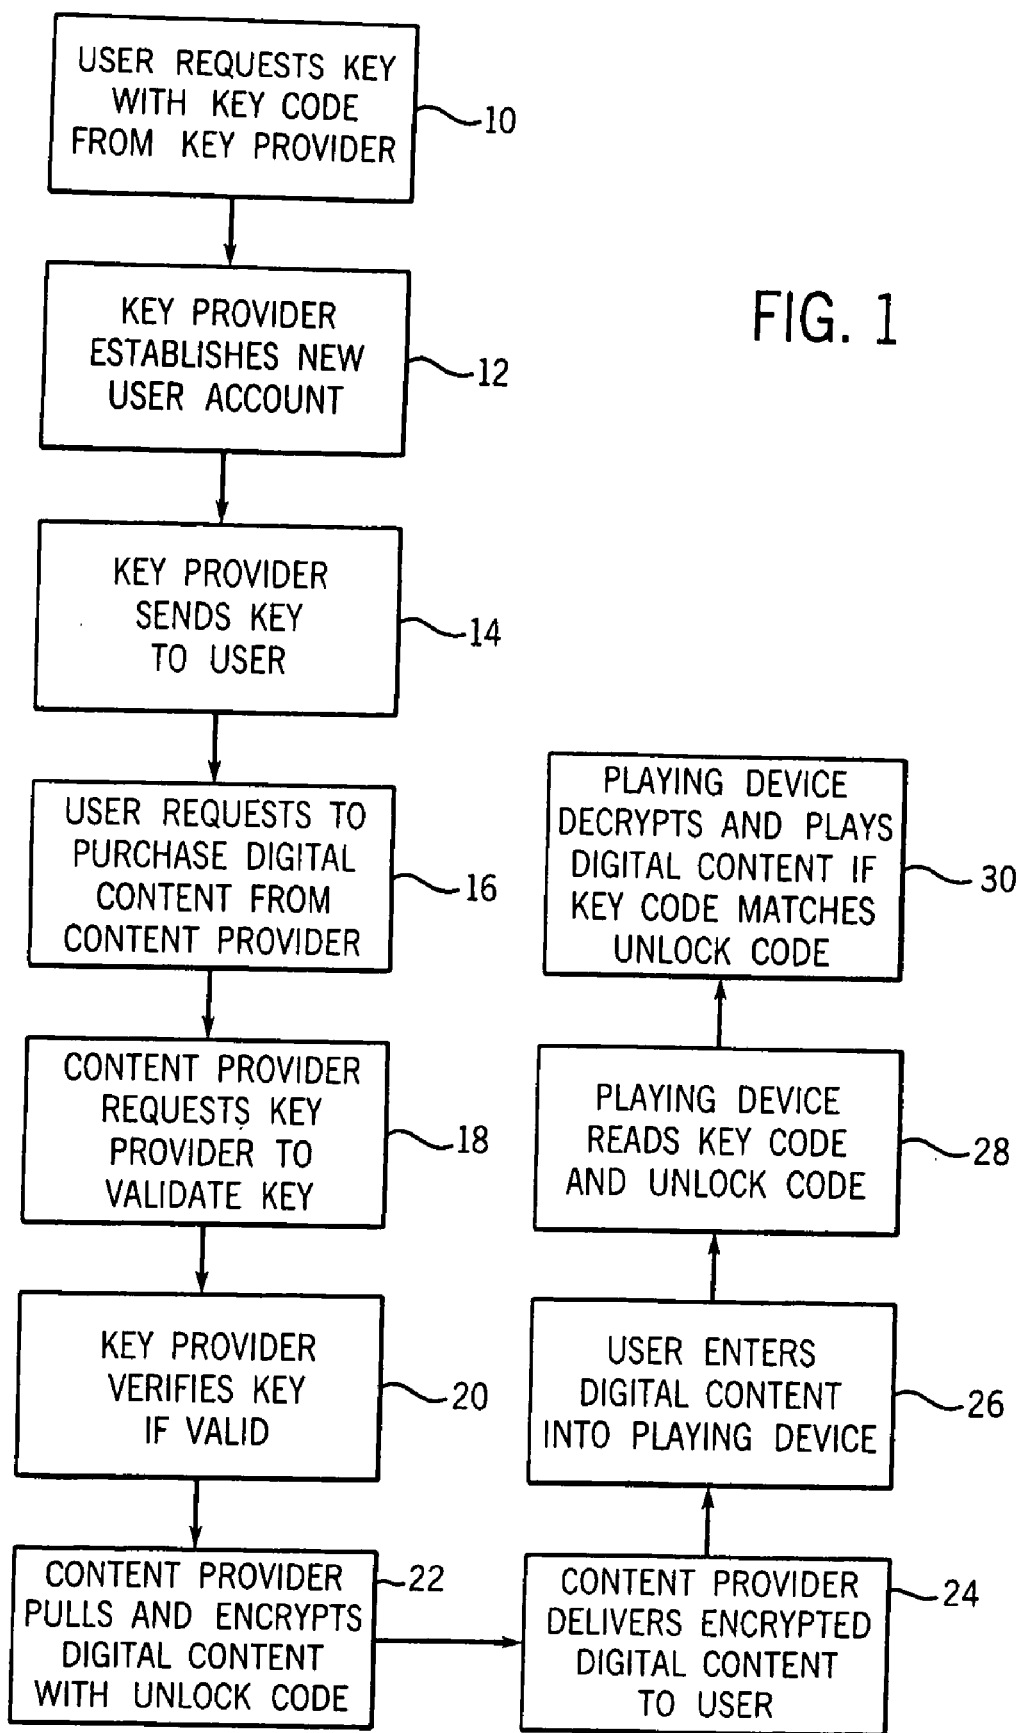 USER REQUESTS KEY
WITH KEY CODE
FROM KEY PROVIDER
10
KEY PROVIDER
ESTABLISHES NEW
USER ACCOUNT
12
FIG. 1
KEY PROVIDER
SENDS KEY
TO USER
14
USER REQUESTS TO
PURCHASE DIGITAL
CONTENT FROM
CONTENT PROVIDER
16
CONTENT PROVIDER
REQUESTS KEY
PROVIDER TO
VALIDATE KEY
18
KEY PROVIDER
VERIFIES KEY
IF VALID
20
CONTENT PROVIDER
PULLS AND ENCRYPTS
DIGITAL CONTENT
WITH UNLOCK CODE
22
CONTENT PROVIDER
DELIVERS ENCRYPTED
DIGITAL CONTENT
TO USER
24
USER ENTERS
DIGITAL CONTENT
INTO PLAYING DEVICE
26
PLAYING DEVICE
READS KEY CODE
AND UNLOCK CODE
28
PLAYING DEVICE
DECRYPTS AND PLAYS
DIGITAL CONTENT IF
KEY CODE MATCHES
UNLOCK CODE
30